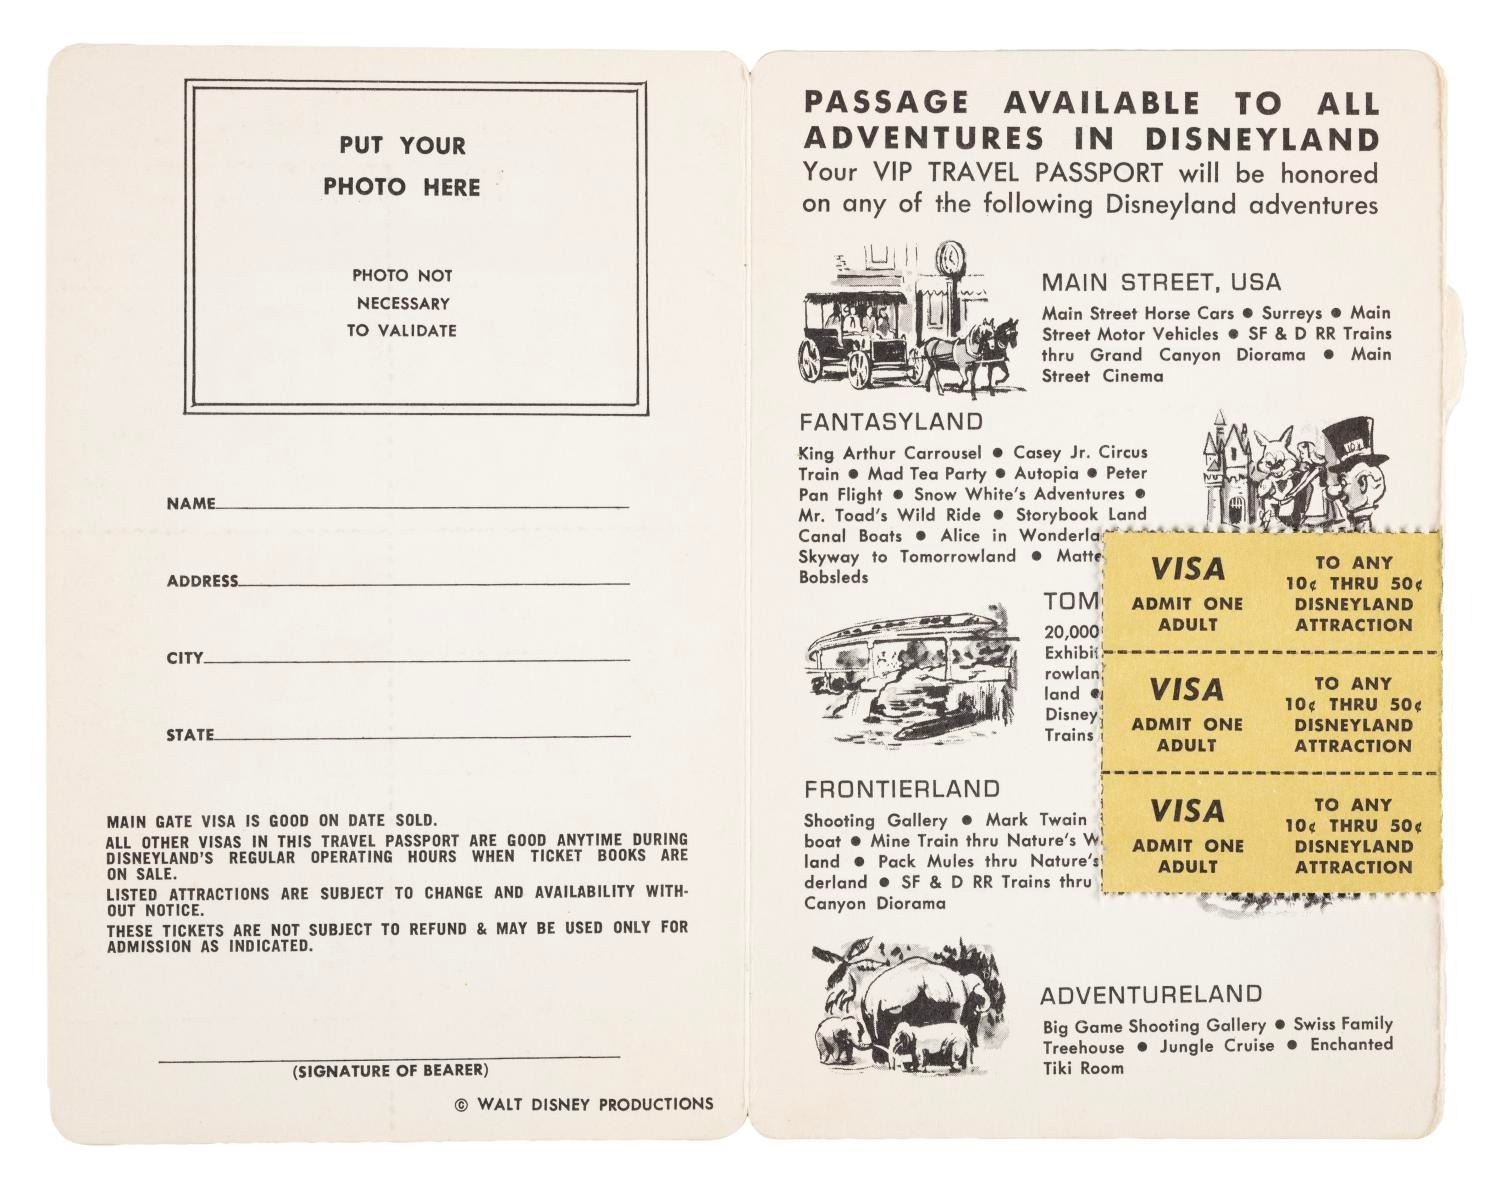 PUT YOUR
PHOTO HERE
PHOTO NOT
NECESSARY
TO VALIDATE
NAME
ADDRESS
CITY
STATE
MAIN GATE VISA IS GOOD ON DATE SOLD.
ALL OTHER VISAS IN THIS TRAVEL PASSPORT ARE GOOD ANYTIME DURING
DISNEYLAND'S REGULAR OPERATING HOURS WHEN TICKET BOOKS ARE
ON SALE.
LISTED ATTRACTIONS ARE SUBJECT TO CHANGE AND AVAILABILITY WITH-
OUT NOTICE.
THESE TICKETS ARE NOT SUBJECT TO REFUND & MAY BE USED ONLY FOR
ADMISSION AS INDICATED.
(SIGNATURE OF BEARER)
© WALT DISNEY PRODUCTIONS
PASSAGE AVAILABLE TO ALL
ADVENTURES IN DISNEYLAND
Your VIP TRAVEL PASSPORT will be honored
on any of the following Disneyland adventures
MAIN STREET, USA
Main Street Horse Cars ● Surreys ● Main
Street Motor Vehicles ● SF & D RR Trains
thru Grand Canyon Diorama ● Main
Street Cinema
FANTASYLAND
King Arthur Carrousel ● Casey Jr. Circus
Train ● Mad Tea Party ● Autopia ● Peter
Pan Flight ● Snow White's Adventures ●
Mr. Toad's Wild Ride ● Storybook Land
Canal Boats ● Alice in Wonderla
Skyway to Tomorrowland ● Matte
Bobsleds
TOM
20,000
Exhibi
rowlan
land ●
Disney
Trains
FRONTIERLAND
Shooting Gallery ● Mark Twain
boat ● Mine Train thru Nature's W
land ● Pack Mules thru Nature's
derland ● SF & D RR Trains thru
Canyon Diorama
ADVENTURELAND
Big Game Shooting Gallery ● Swiss Family
Treehouse ● Jungle Cruise ● Enchanted
Tiki Room
VISA
ADMIT ONE
ADULT
TO ANY
10¢ THRU 50¢
DISNEYLAND
ATTRACTION
VISA
ADMIT ONE
ADULT
TO ANY
10¢ THRU 50¢
DISNEYLAND
ATTRACTION
VISA
ADMIT ONE
ADULT
TO ANY
10¢ THRU 50¢
DISNEYLAND
ATTRACTION